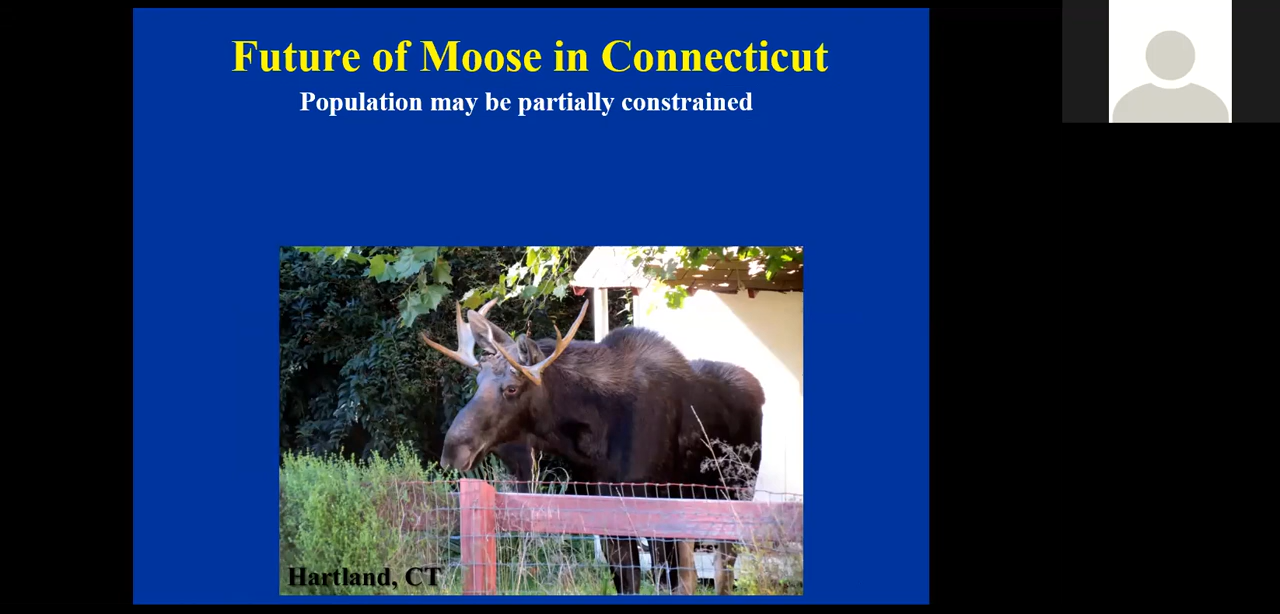 Future of Moose in Connecticut
Population may be partially constrained
Hartland, CT